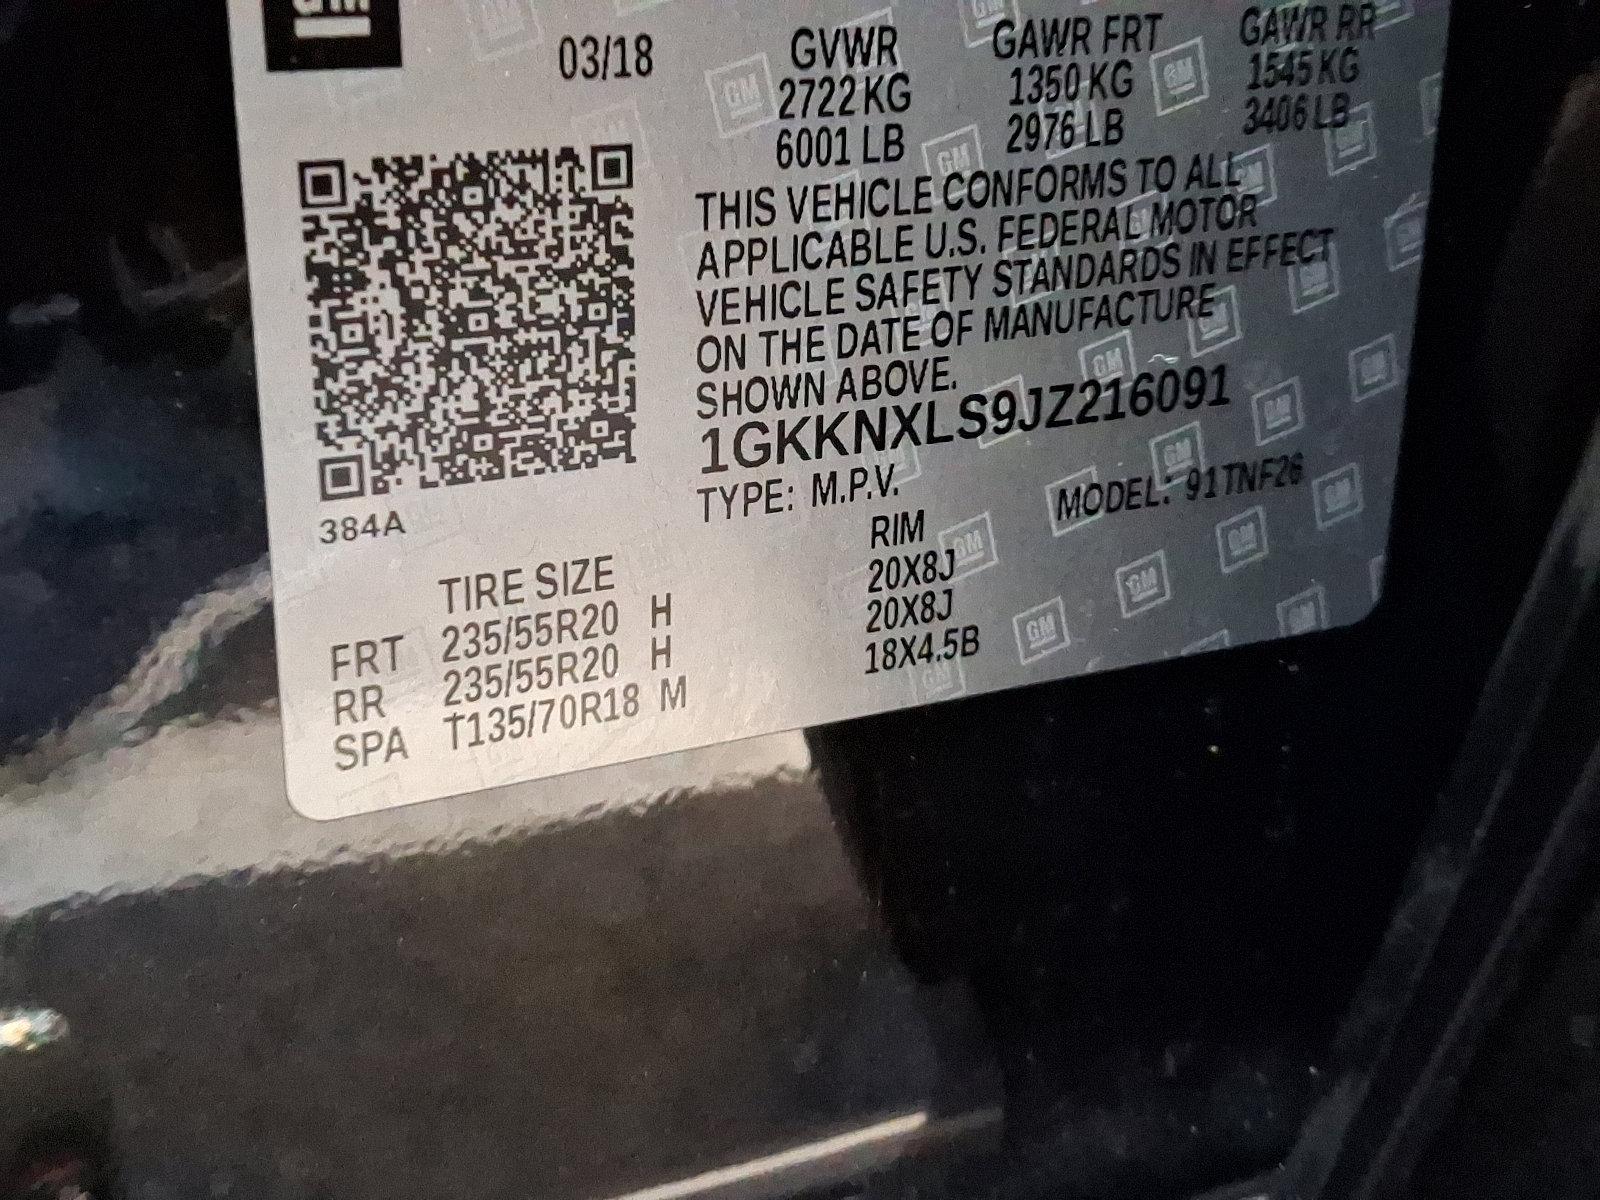 GM
03/18 GVWR GAWR FRT GAWR RR
2722 KG 1350 KG 1545 KG
6001 LB 2976 LB 3406 LB
THIS VEHICLE CONFORMS TO ALL
APPLICABLE U.S. FEDERAL MOTOR
VEHICLE SAFETY STANDARDS IN EFFECT
ON THE DATE OF MANUFACTURE
SHOWN ABOVE.
1GKKNXLS9JZ216091
TYPE: M.P.V. MODEL: 91TNF26
384A
TIRE SIZE RIM
FRT 235/55R20 H 20X8J
RR 235/55R20 H 20X8J
SPA T135/70R18 M 18X4.5B